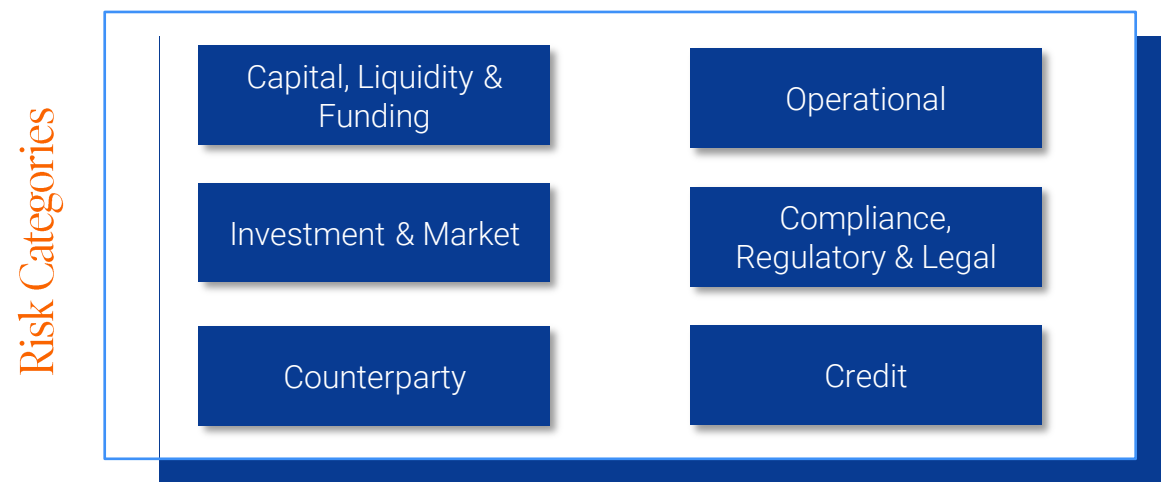 Risk Categories
Capital, Liquidity &
Funding
Operational
Investment & Market
Compliance,
Regulatory & Legal
Counterparty
Credit